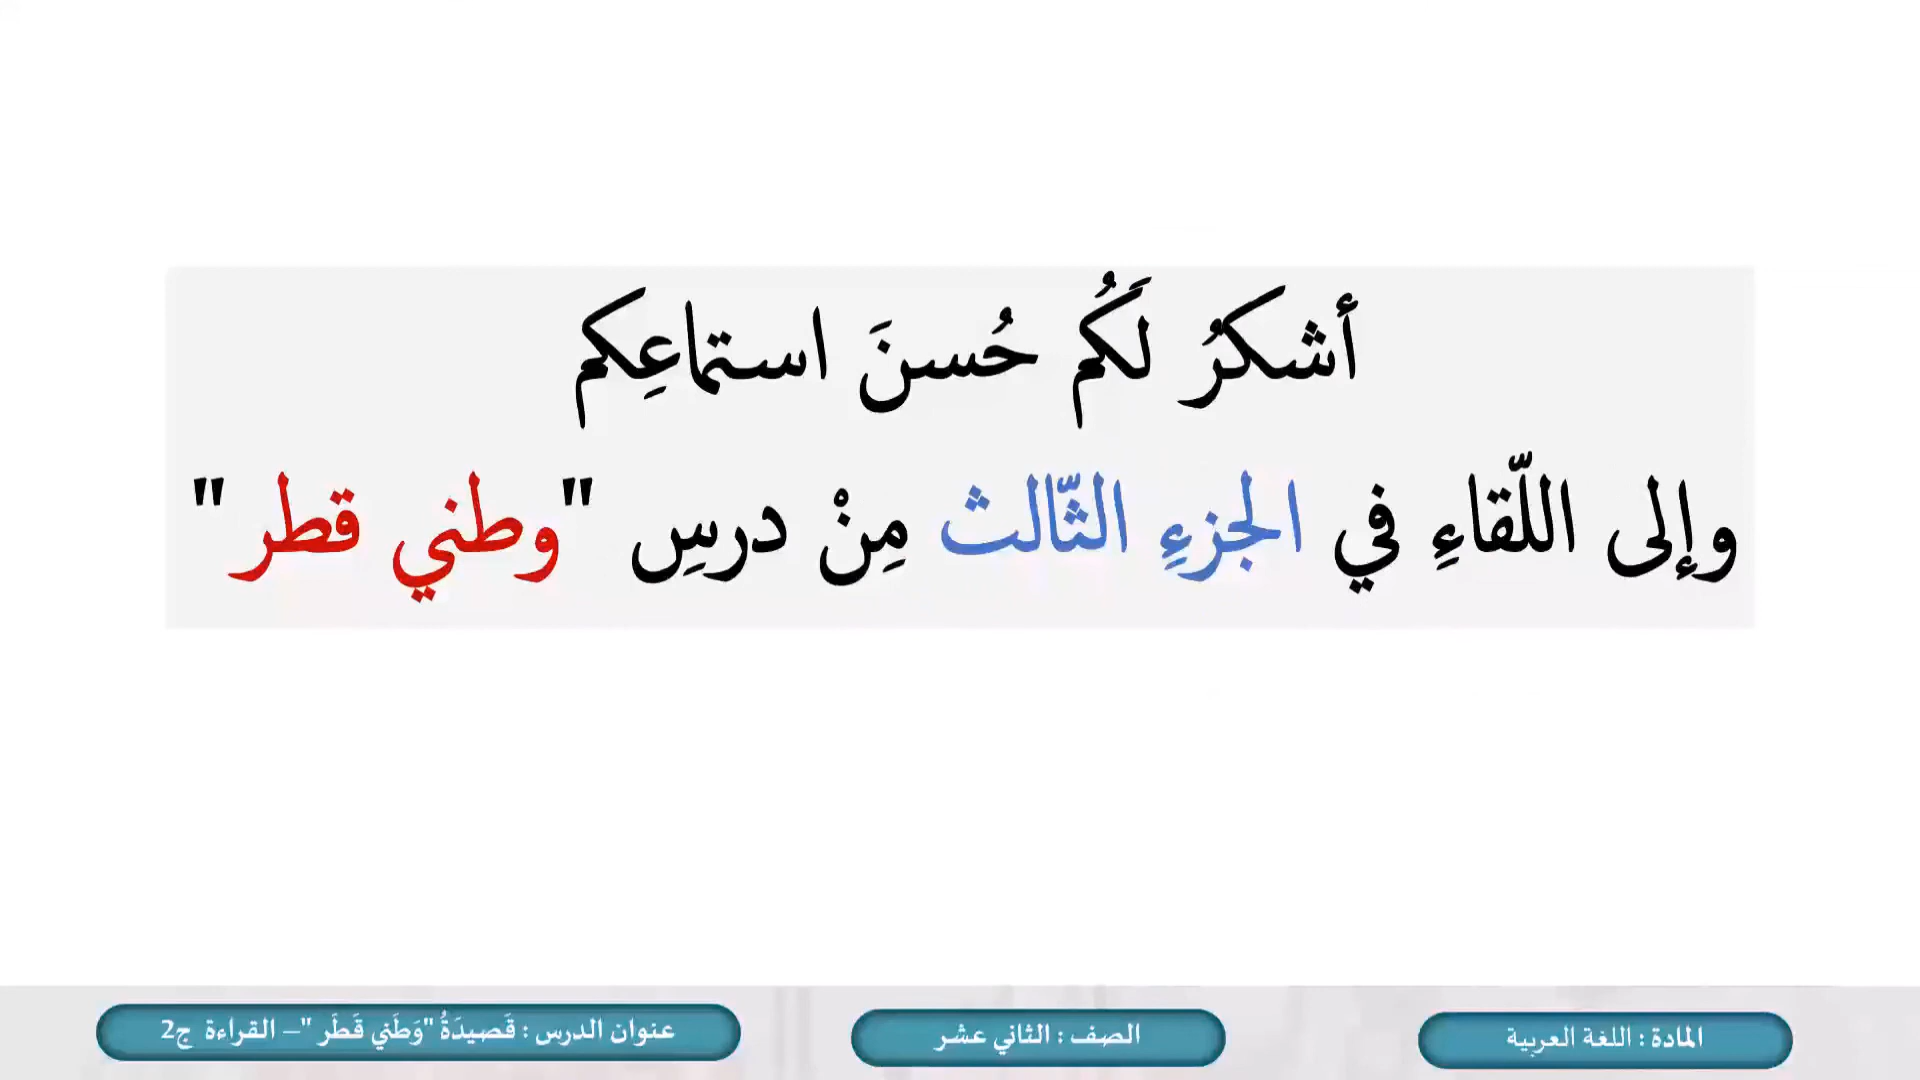 أشكرُ لَكُم حُسنَ استماعِكم
وإلى اللّقاءِ في الجزءِ الثّالث مِنْ درسِ "وطني قطر "
المادة : اللغة العربية
الصف : الثاني عشر
عنوان الدرس : قَصيدَةُ "وَطَني قَطَر "– القراءة ج2